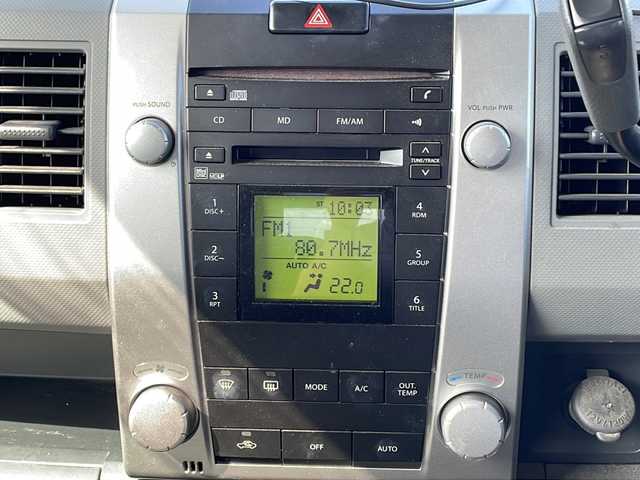 PUSH SOUND
VOL PUSH PWR
CD
MD
FM/AM
TUNE/TRACK
1
DISC+
2
DISC−
3
RPT
ST 10:03
FM1
80.7MHz
AUTO A/C
22.0
4
RDM
5
GROUP
6
TITLE
TEMP
MODE
A/C
OUT.
TEMP
OFF
AUTO